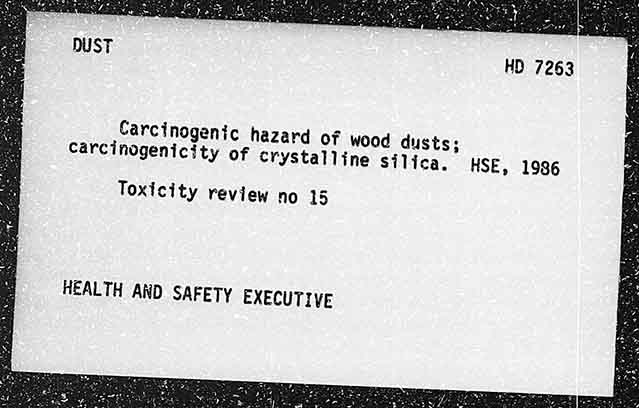 DUST
HD 7263
Carcinogenic hazard of wood dusts;
carcinogenicity of crystalline silica. HSE, 1986
Toxicity review no 15
HEALTH AND SAFETY EXECUTIVE